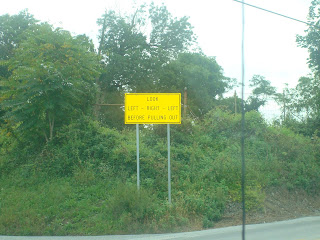 LOOK
LEFT - RIGHT - LEFT
BEFORE PULLING OUT